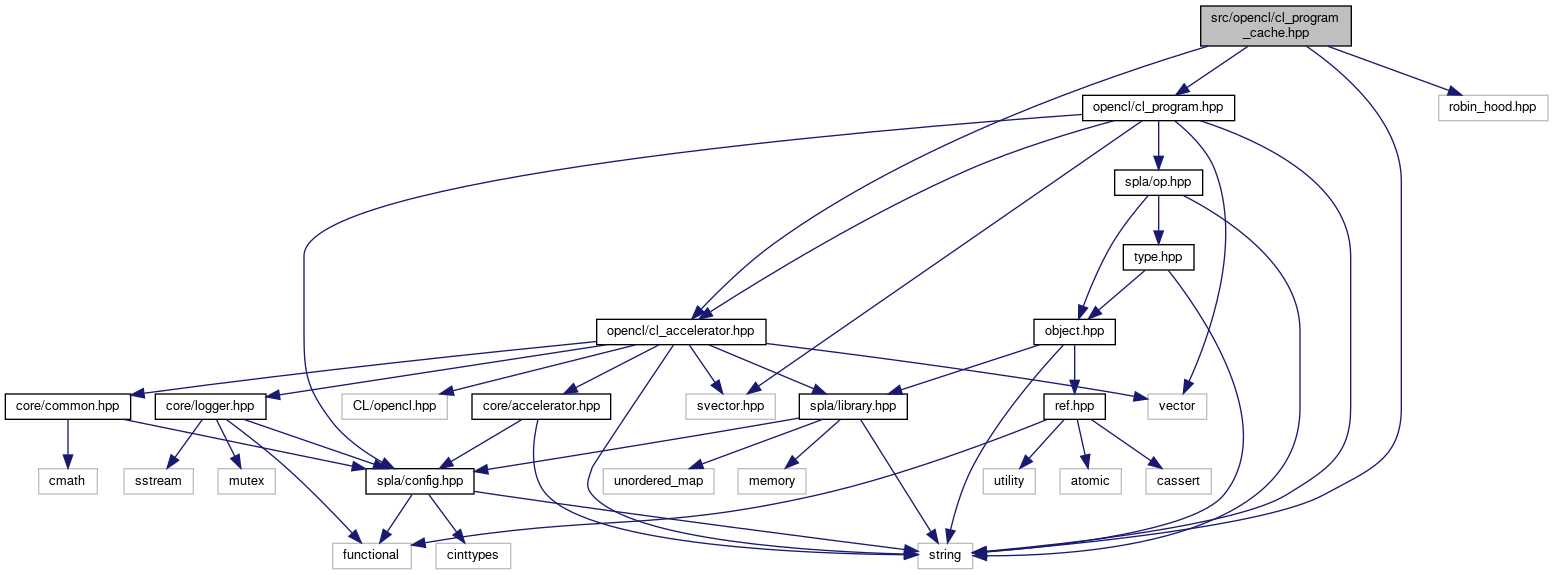 src/opencl/cl_program
_cache.hpp
opencl/cl_program.hpp
robin_hood.hpp
spla/op.hpp
type.hpp
opencl/cl_accelerator.hpp
object.hpp
core/common.hpp
core/logger.hpp
CL/opencl.hpp
core/accelerator.hpp
svector.hpp
spla/library.hpp
ref.hpp
vector
cmath
sstream
mutex
spla/config.hpp
unordered_map
memory
utility
atomic
cassert
functional
cinttypes
string